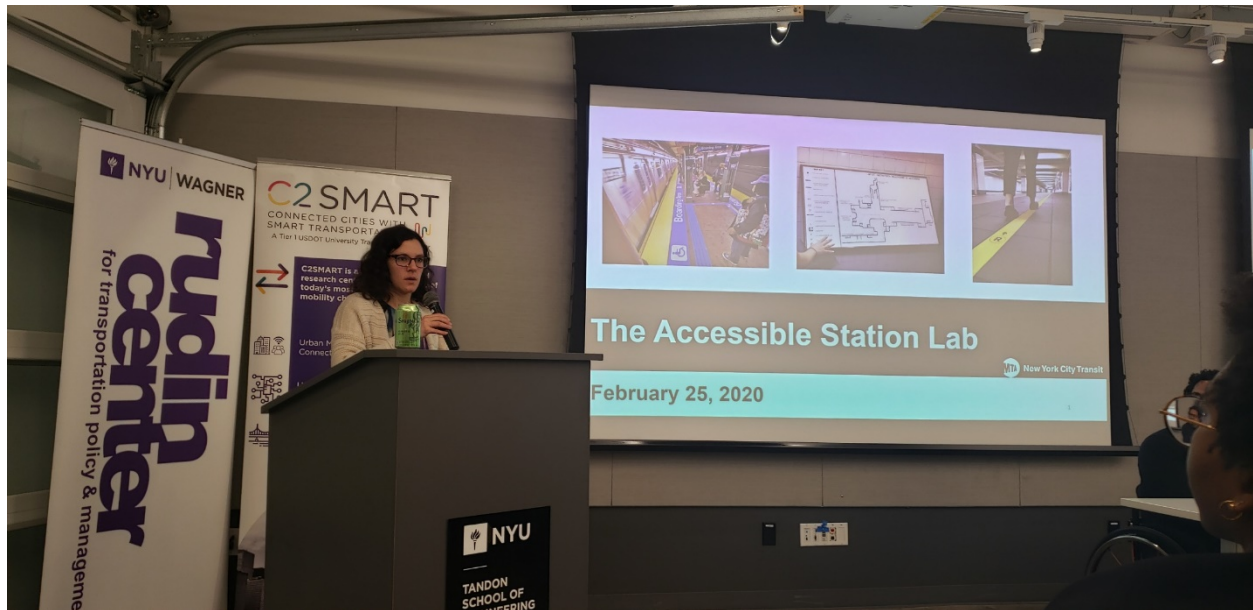 NYU WAGNER
rudin
center
for transportation policy & manageme
C2SMART
CONNECTED CITIES WITH
SMART TRANSPORTA
A Tier 1 USDOT University Tra
C2SMART is a
research cen
today's mos
mobility ch
Urban M
Connect
NYU
TANDON
SCHOOL OF
The Accessible Station Lab
MTA New York City Transit
February 25, 2020